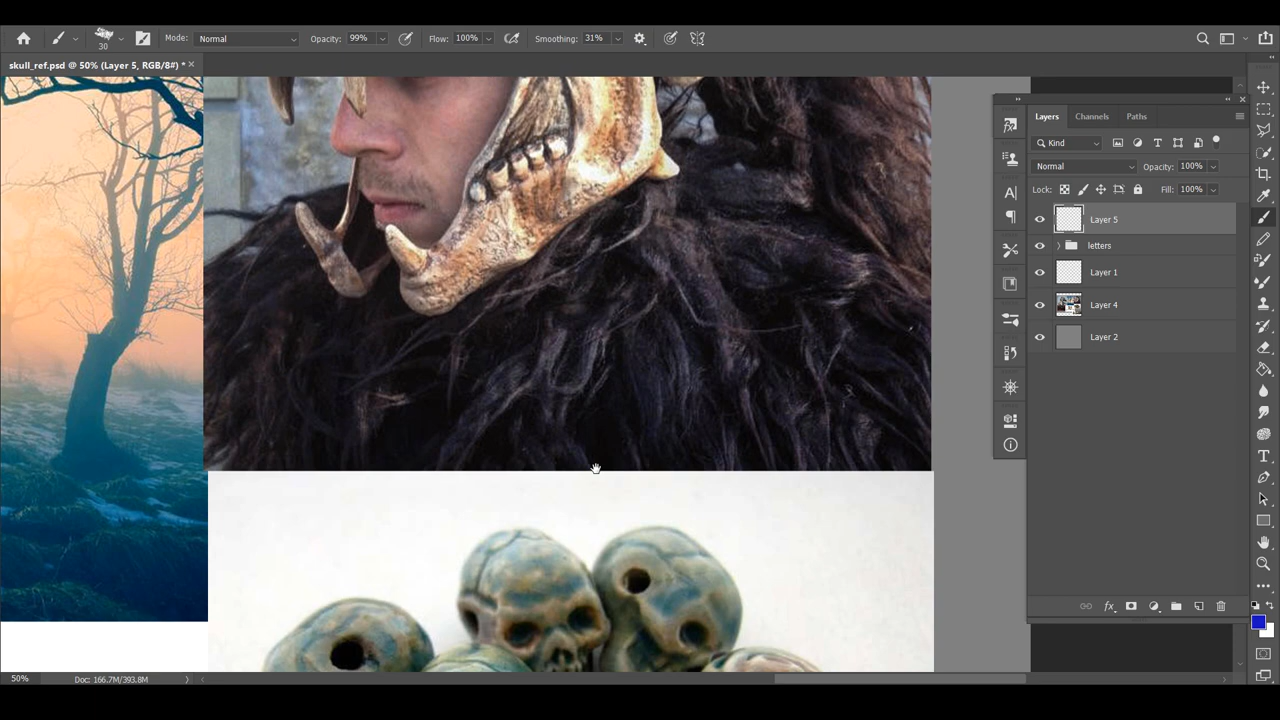 30
Mode: Normal Opacity: 99% Flow: 100% Smoothing: 31%
skull_ref.psd @ 50% (Layer 5, RGB/8#) * ×
Layers Channels Paths
Kind
Normal Opacity: 100%
Lock: Fill: 100%
Layer 5
letters
Layer 1
Layer 4
Layer 2
50% Doc: 166.7M/393.8M